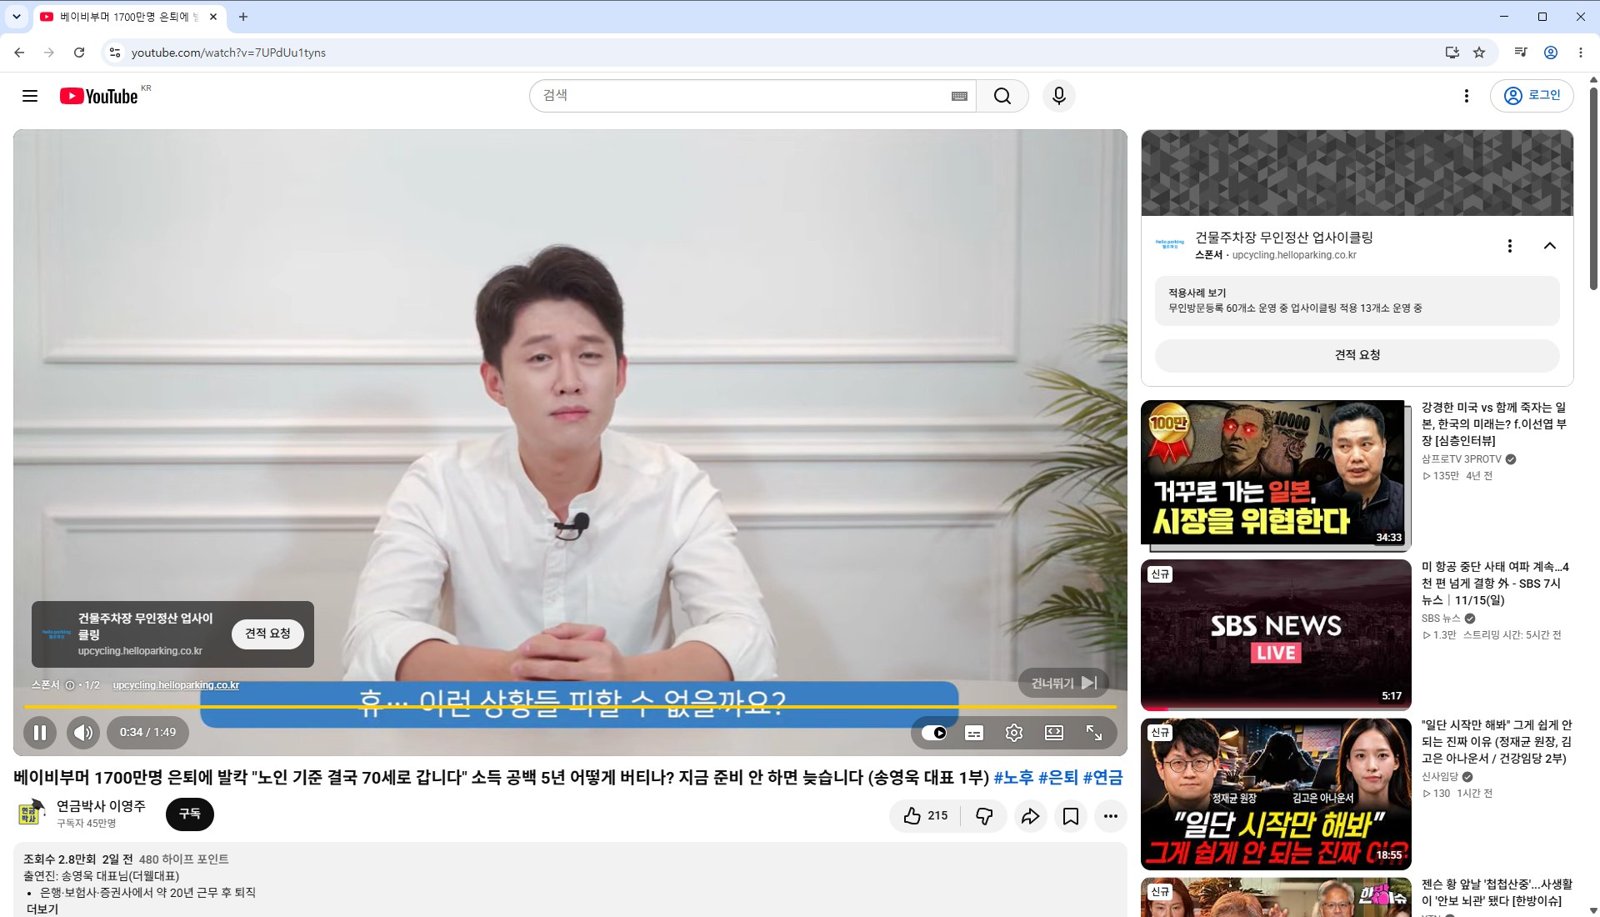 베이비부머 1700만명 은퇴에 빌
youtube.com/watch?v=7UPdUu1tyns
YouTube KR
검색
로그인
휴… 이런 상황들 피할 수 없을까요?
건물주차장 무인정산 업사이클링
upcycling.helloparking.co.kr
견적 요청
스폰서 · 1/2 upcycling.helloparking.co.kr
건너뛰기
0:34 / 1:49
베이비부머 1700만명 은퇴에 발칵 "노인 기준 결국 70세로 갑니다" 소득 공백 5년 어떻게 버티나? 지금 준비 안 하면 늦습니다 (송영욱 대표 1부) #노후 #은퇴 #연금
연금박사
연금박사 이영주
구독자 45만명
구독
215
조회수 2.8만회 2일 전 480 하이프 포인트
출연진: 송영욱 대표님(더웰대표)
• 은행·보험사·증권사에서 약 20년 근무 후 퇴직
더보기
hello.parking
건물주차장 무인정산 업사이클링
스폰서 · upcycling.helloparking.co.kr
적용사례 보기
무인방문등록 60개소 운영 중 업사이클링 적용 13개소 운영 중
견적 요청
100만
10000
거꾸로 가는 일본,
시장을 위협한다
34:33
강경한 미국 vs 함께 죽자는 일
본, 한국의 미래는? f.이선엽 부
장 [심층인터뷰]
삼프로TV 3PROTV
135만 4년 전
신규
SBS NEWS
LIVE
5:17
미 항공 중단 사태 여파 계속…4
천 편 넘게 결항 外 - SBS 7시
뉴스｜11/15(일)
SBS 뉴스
1.3만 스트리밍 시간: 5시간 전
신규
정재균 원장 김고은 아나운서
"일단 시작만 해봐"
그게 쉽게 안 되는 진짜 이유
18:55
"일단 시작만 해봐" 그게 쉽게 안
되는 진짜 이유 (정재균 원장, 김
고은 아나운서 / 건강임당 2부)
신사임당
130 1시간 전
신규
한방이슈
젠슨 황 앞날 '첩첩산중'...사생활
이 '안보 뇌관' 됐다 [한방이슈]